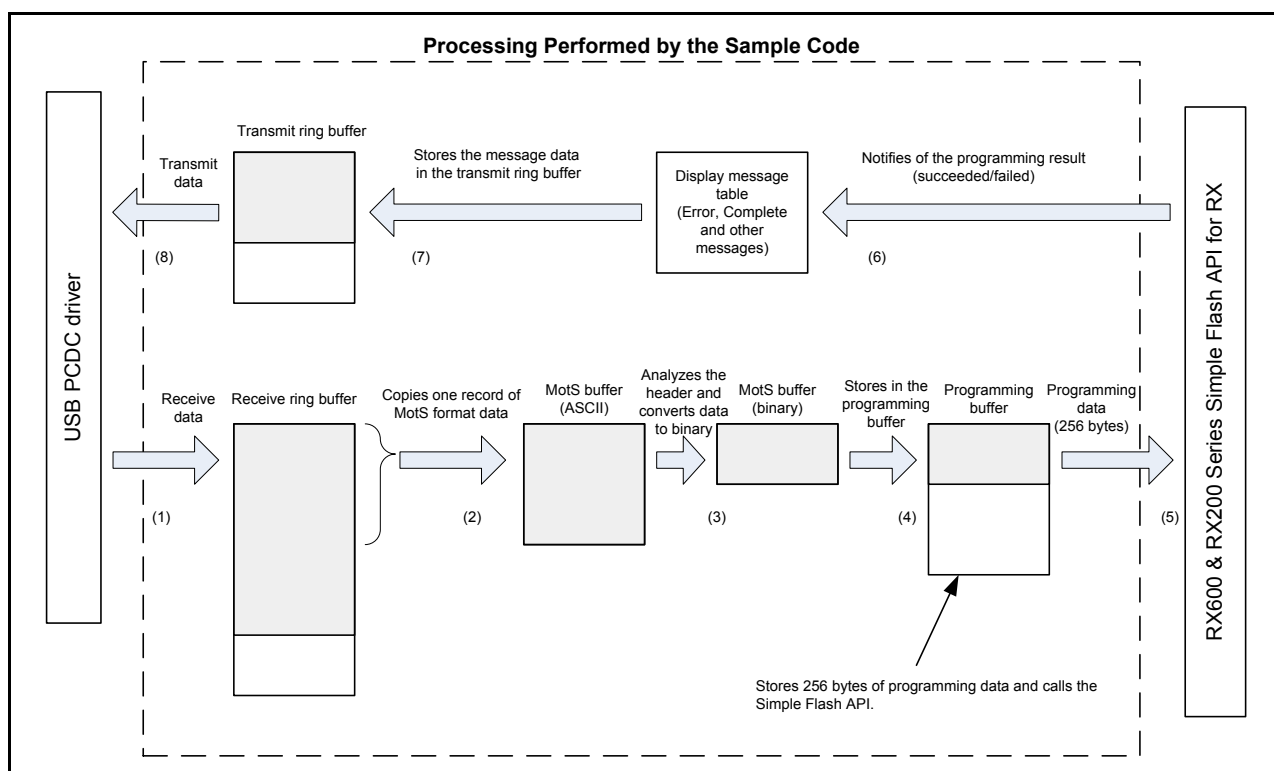 Processing Performed by the Sample Code
USB PCDC driver
Transmit
data
(8)
Transmit ring buffer
Stores the message data
in the transmit ring buffer
(7)
Display message
table
(Error, Complete
and other
messages)
Notifies of the programming result
(succeeded/failed)
(6)
RX600 & RX200 Series Simple Flash API for RX
Receive
data
(1)
Receive ring buffer
Copies one record of
MotS format data
(2)
MotS buffer
(ASCII)
Analyzes the
header and
converts data
to binary
(3)
MotS buffer
(binary)
Stores in the
programming
buffer
(4)
Programming
buffer
Programming
data
(256 bytes)
(5)
Stores 256 bytes of programming data and calls the
Simple Flash API.